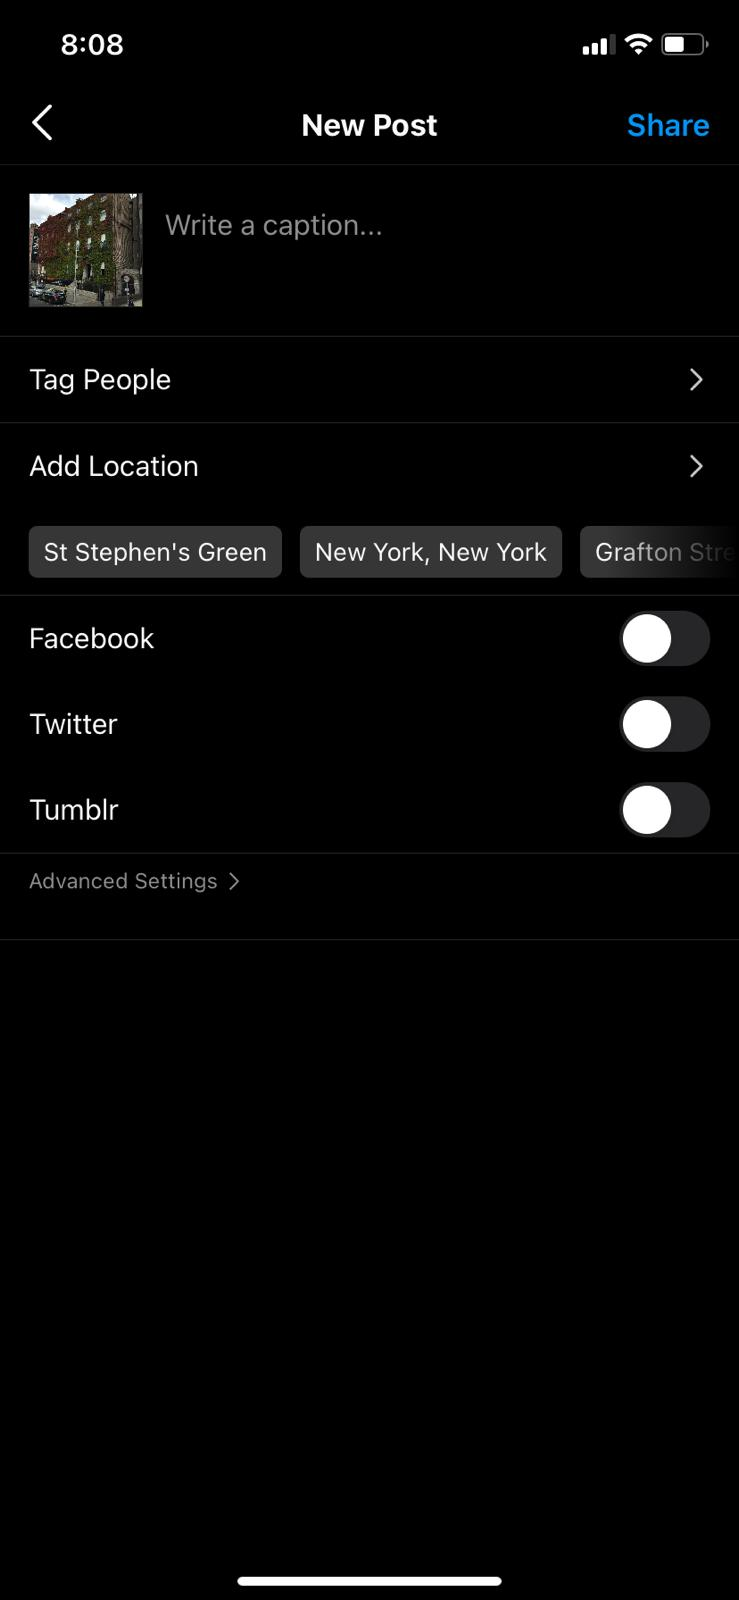 8:08
New Post
Share
Write a caption...
Tag People
Add Location
St Stephen's Green
New York, New York
Grafton Stre
Facebook
Twitter
Tumblr
Advanced Settings